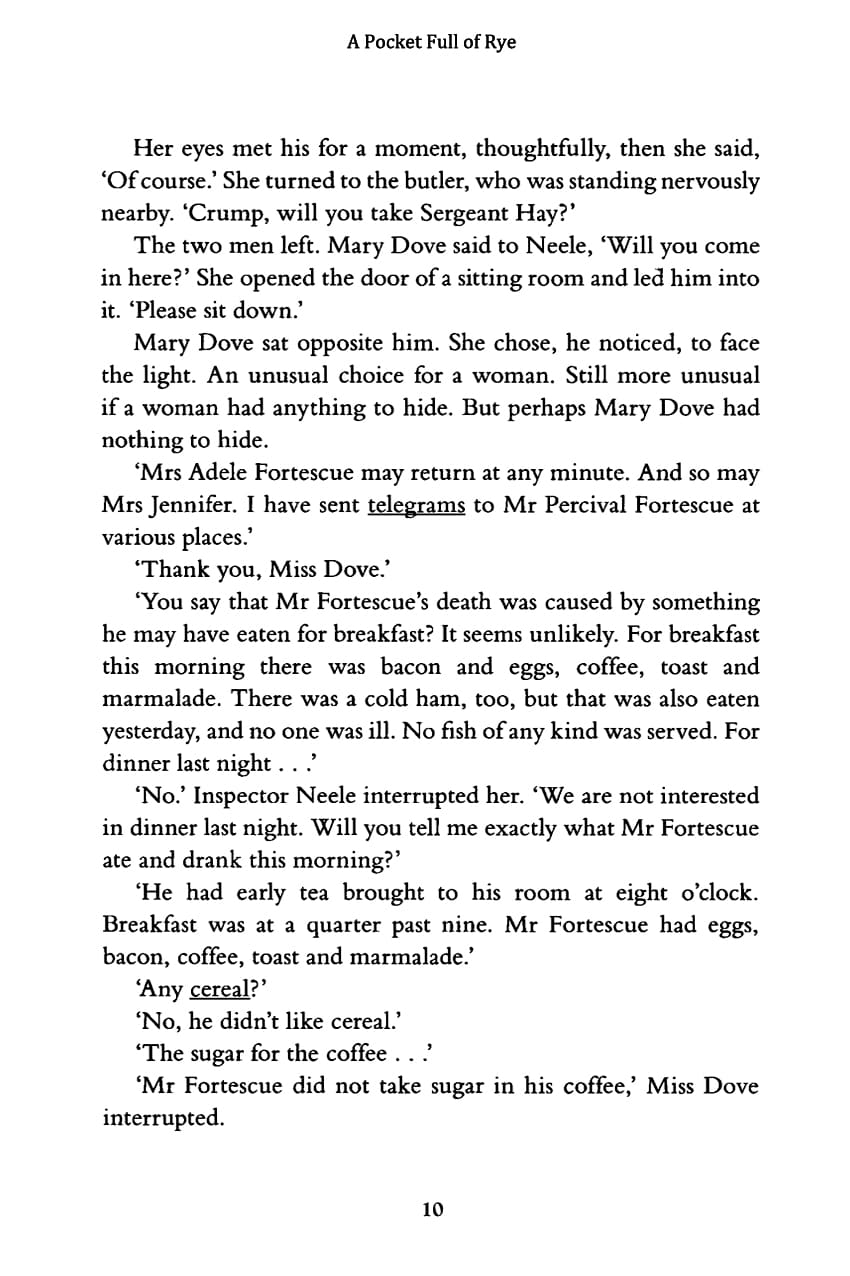 A Pocket Full of Rye
Her eyes met his for a moment, thoughtfully, then she said,
‘Of course.’ She turned to the butler, who was standing nervously
nearby. ‘Crump, will you take Sergeant Hay?’
The two men left. Mary Dove said to Neele, ‘Will you come
in here?’ She opened the door of a sitting room and led him into
it. ‘Please sit down.’
Mary Dove sat opposite him. She chose, he noticed, to face
the light. An unusual choice for a woman. Still more unusual
if a woman had anything to hide. But perhaps Mary Dove had
nothing to hide.
‘Mrs Adele Fortescue may return at any minute. And so may
Mrs Jennifer. I have sent telegrams to Mr Percival Fortescue at
various places.’
‘Thank you, Miss Dove.’
‘You say that Mr Fortescue’s death was caused by something
he may have eaten for breakfast? It seems unlikely. For breakfast
this morning there was bacon and eggs, coffee, toast and
marmalade. There was a cold ham, too, but that was also eaten
yesterday, and no one was ill. No fish of any kind was served. For
dinner last night . . .’
‘No.’ Inspector Neele interrupted her. ‘We are not interested
in dinner last night. Will you tell me exactly what Mr Fortescue
ate and drank this morning?’
‘He had early tea brought to his room at eight o’clock.
Breakfast was at a quarter past nine. Mr Fortescue had eggs,
bacon, coffee, toast and marmalade.’
‘Any cereal?’
‘No, he didn’t like cereal.’
‘The sugar for the coffee . . .’
‘Mr Fortescue did not take sugar in his coffee,’ Miss Dove
interrupted.
10